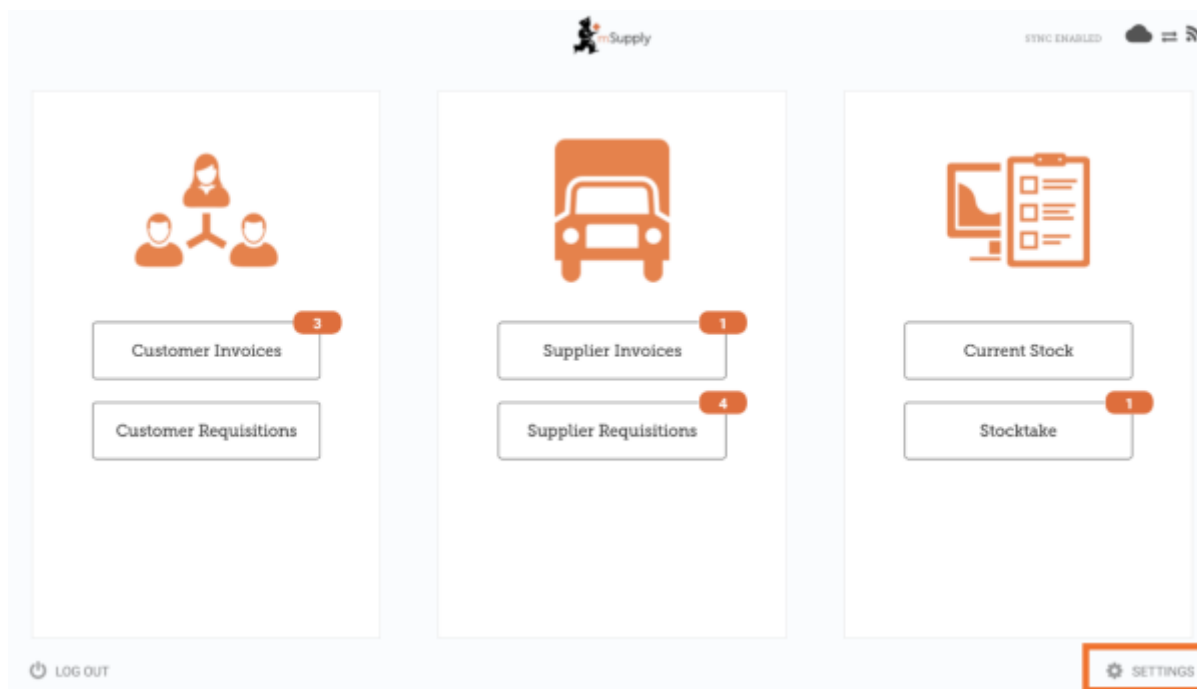 mSupply
SYNC ENABLED
3
Customer Invoices
Customer Requisitions
1
Supplier Invoices
4
Supplier Requisitions
Current Stock
1
Stocktake
LOG OUT
SETTINGS